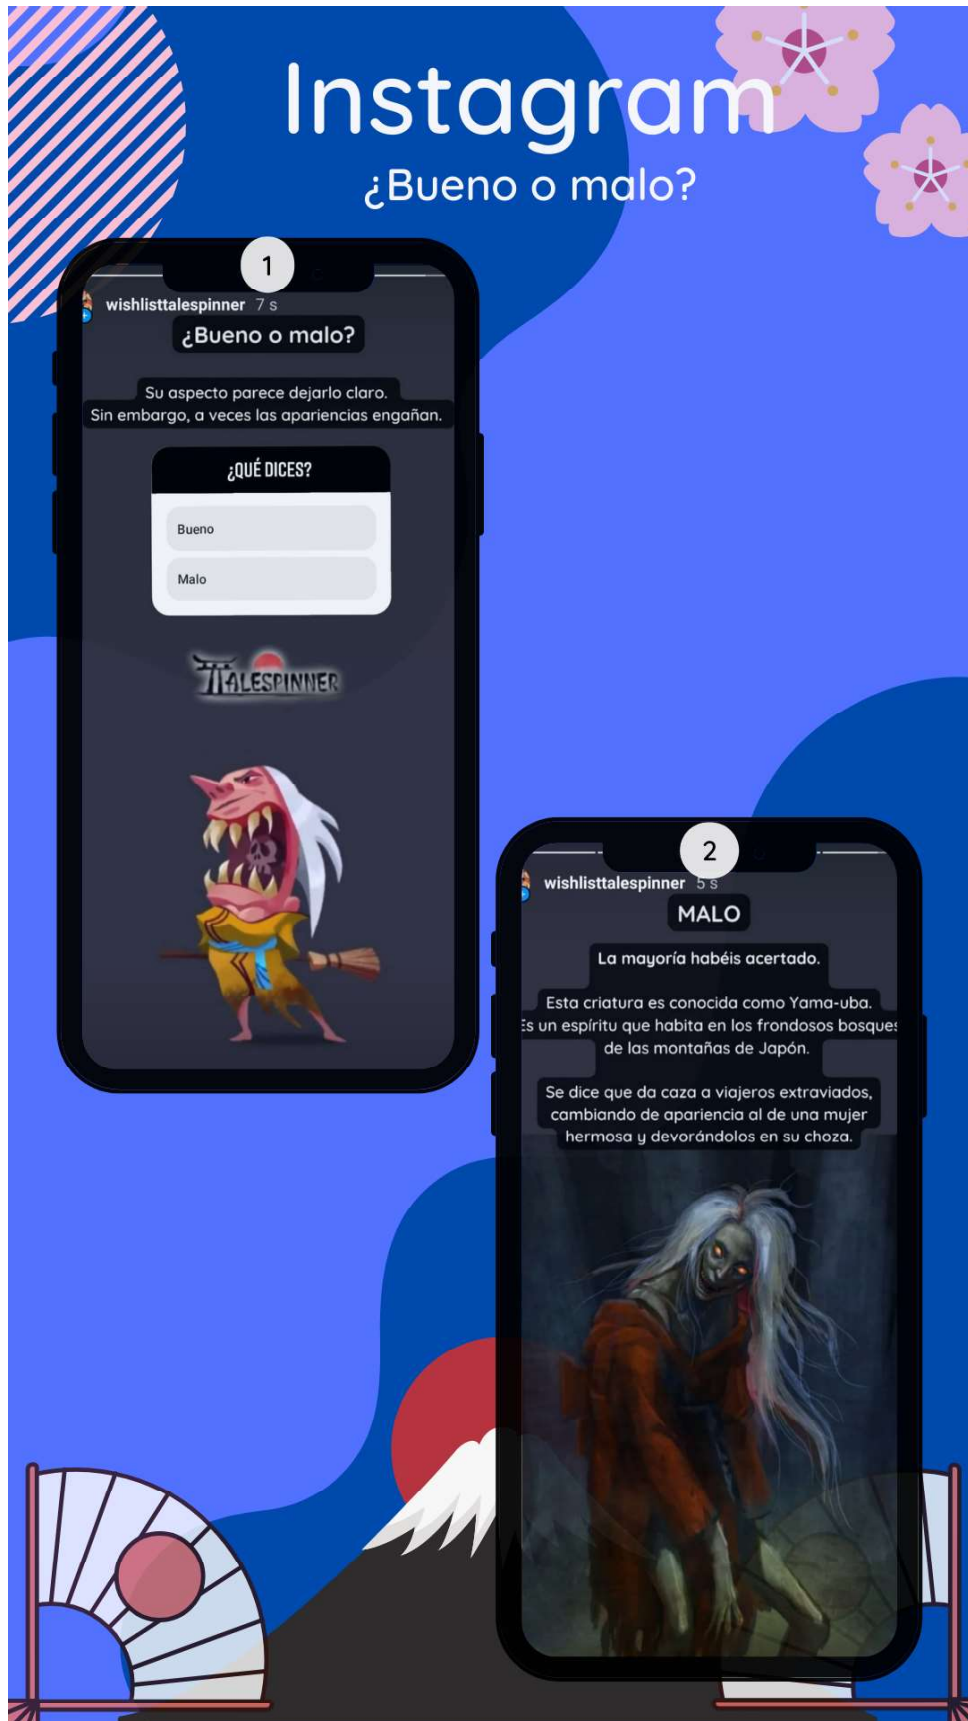 Instagram
¿Bueno o malo?
1
wishlisttalespinner 7 s
¿Bueno o malo?
Su aspecto parece dejarlo claro.
Sin embargo, a veces las apariencias engañan.
¿QUÉ DICES?
Bueno
Malo
TALESPINNER
2
wishlisttalespinner 5 s
MALO
La mayoría habéis acertado.
Esta criatura es conocida como Yama-uba.
Es un espíritu que habita en los frondosos bosques
de las montañas de Japón.
Se dice que da caza a viajeros extraviados,
cambiando de apariencia al de una mujer
hermosa y devorándolos en su choza.